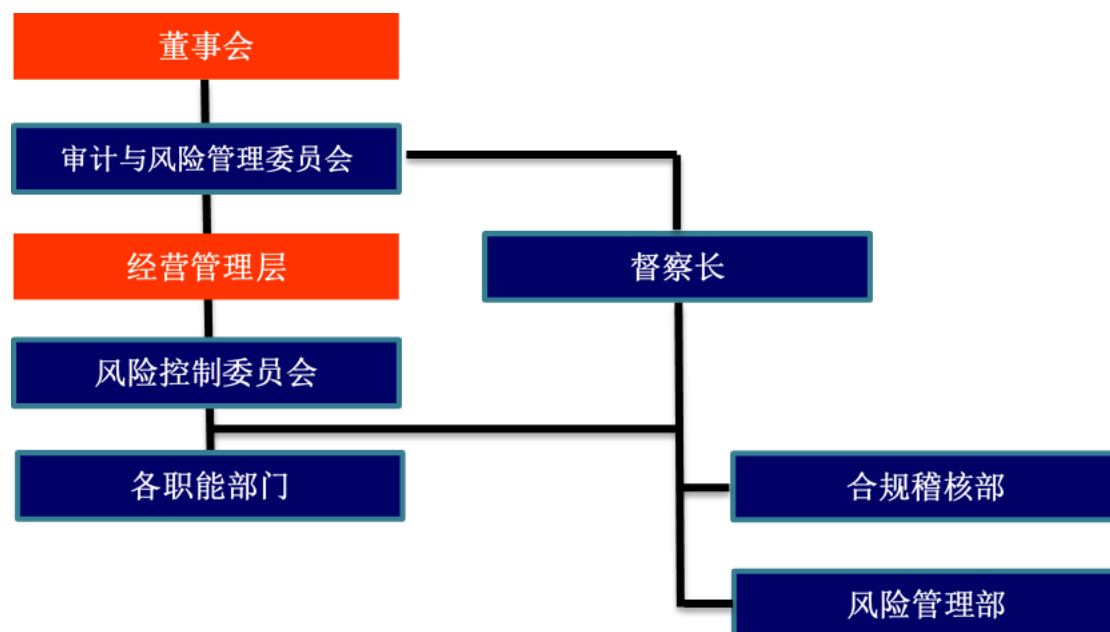 董事会
审计与风险管理委员会
经营管理层
督察长
风险控制委员会
各职能部门
合规稽核部
风险管理部